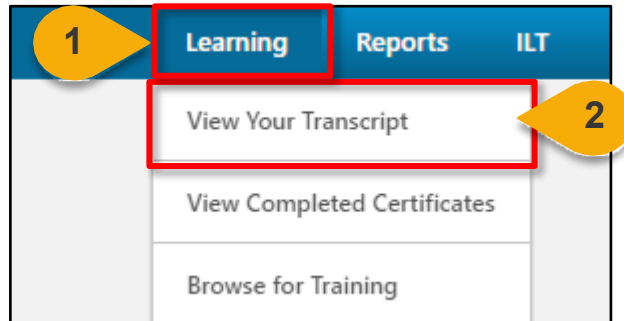 1 Learning Reports ILT
View Your Transcript 2
View Completed Certificates
Browse for Training